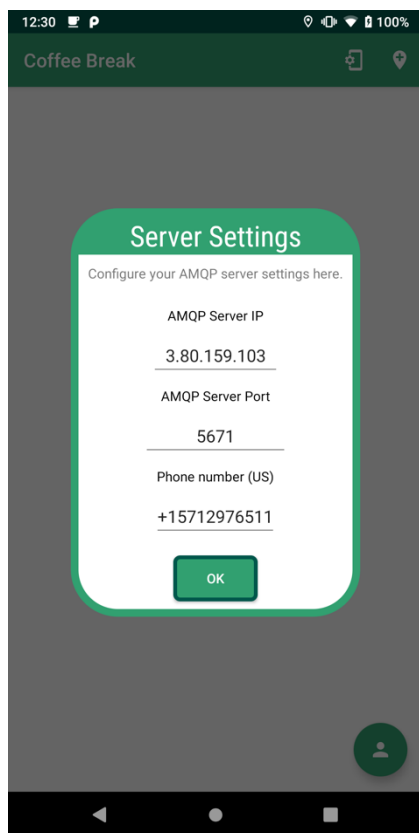 12:30 100%
Coffee Break
Server Settings
Configure your AMQP server settings here.
AMQP Server IP
3.80.159.103
AMQP Server Port
5671
Phone number (US)
+15712976511
OK